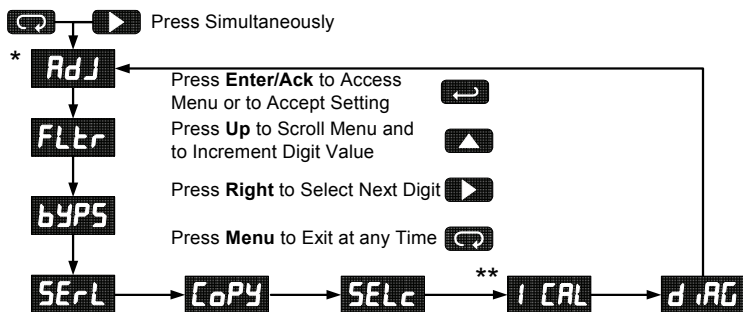 Press Simultaneously
*
AdJ
Press Enter/Ack to Access
Menu or to Accept Setting
FLtr
Press Up to Scroll Menu and
to Increment Digit Value
Press Right to Select Next Digit
bYPS
Press Menu to Exit at any Time
**
SErL
CoPY
SELc
I CAL
diAG